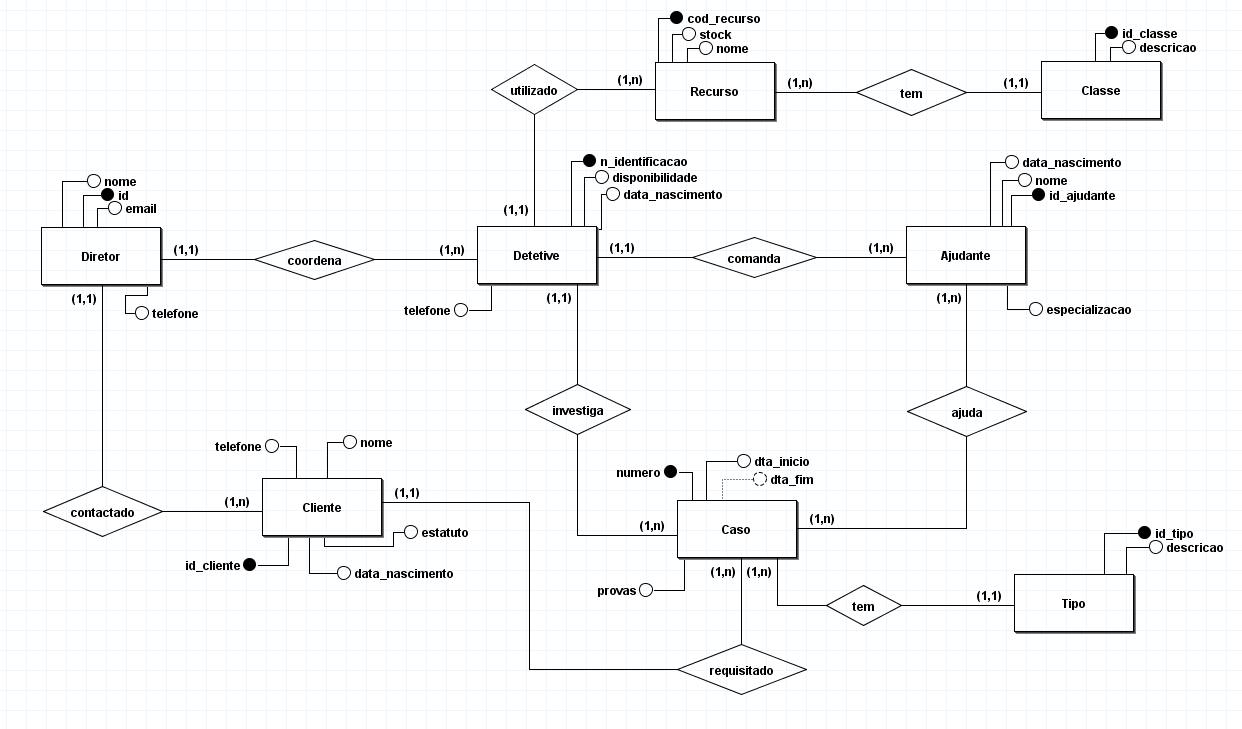 cod_recurso
stock
nome
id_classe
descricao
utilizado
(1,n)
Recurso
(1,n)
tem
(1,1)
Classe
n_identificacao
disponibilidade
data_nascimento
data_nascimento
nome
id_ajudante
nome
id
email
(1,1)
Diretor
(1,1)
coordena
(1,n)
Detetive
(1,1)
comanda
(1,n)
Ajudante
(1,1)
telefone
telefone
(1,1)
(1,n)
especializacao
investiga
ajuda
telefone
nome
numero
dta_inicio
dta_fim
contactado
(1,n)
Cliente
(1,1)
estatuto
id_cliente
data_nascimento
(1,n)
Caso
(1,n)
id_tipo
descricao
provas
(1,n)
(1,n)
tem
(1,1)
Tipo
requisitado